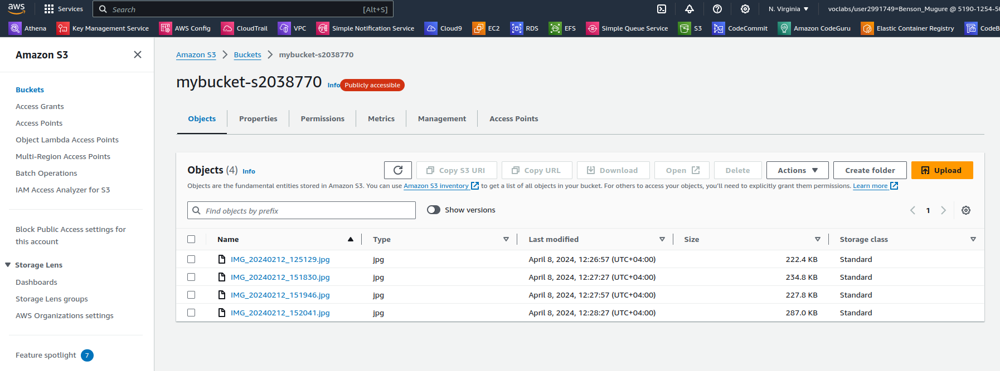 aws Services Search [Alt+S] N. Virginia voclabs/user2991749=Benson_Mugure @ 5190-1254-50
Athena Key Management Service AWS Config CloudTrail VPC Simple Notification Service Cloud9 EC2 RDS EFS Simple Queue Service S3 CodeCommit Amazon CodeGuru Elastic Container Registry CodeB
Amazon S3
Buckets
Access Grants
Access Points
Object Lambda Access Points
Multi-Region Access Points
Batch Operations
IAM Access Analyzer for S3
Block Public Access settings for
this account
Storage Lens
Dashboards
Storage Lens groups
AWS Organizations settings
Feature spotlight 7
Amazon S3 Buckets mybucket-s2038770
mybucket-s2038770 Info Publicly accessible
Objects Properties Permissions Metrics Management Access Points
Objects (4) Info Copy S3 URI Copy URL Download Open Delete Actions Create folder Upload
Objects are the fundamental entities stored in Amazon S3. You can use Amazon S3 inventory to get a list of all objects in your bucket. For others to access your objects, you'll need to explicitly grant them permissions. Learn more
Find objects by prefix Show versions 1
Name Type Last modified Size Storage class
IMG_20240212_125129.jpg jpg April 8, 2024, 12:26:57 (UTC+04:00) 222.4 KB Standard
IMG_20240212_151830.jpg jpg April 8, 2024, 12:27:27 (UTC+04:00) 234.8 KB Standard
IMG_20240212_151946.jpg jpg April 8, 2024, 12:27:57 (UTC+04:00) 227.8 KB Standard
IMG_20240212_152041.jpg jpg April 8, 2024, 12:28:27 (UTC+04:00) 287.0 KB Standard